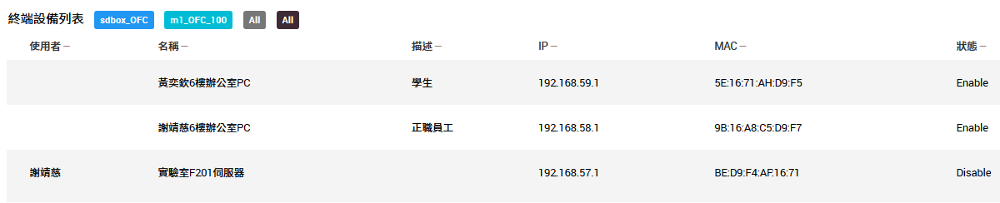 終端設備列表 sdbox_OFC m1_OFC_100 All All
使用者 名稱 描述 IP MAC 狀態
黃奕欽6樓辦公室PC 學生 192.168.59.1 5E:16:71:AH:D9:F5 Enable
謝靖慈6樓辦公室PC 正職員工 192.168.58.1 9B:16:A8:C5:D9:F7 Enable
謝靖慈 實驗室F201伺服器 192.168.57.1 BE:D9:F4:AF:16:71 Disable